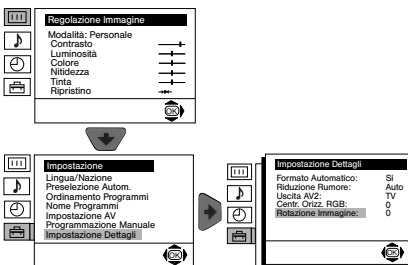 Regolazione Immagine
Modalità: Personale
Contrasto
Luminosità
Colore
Nitidezza
Tinta
Ripristino
OK
Impostazione
Lingua/Nazione
Preselezione Autom.
Ordinamento Programmi
Nome Programmi
Impostazione AV
Programmazione Manuale
Impostazione Dettagli
OK
Impostazione Dettagli
Formato Automatico: Si
Riduzione Rumore: Auto
Uscita AV2: TV
Centr. Orizz. RGB: 0
Rotazione Immagine: 0
OK